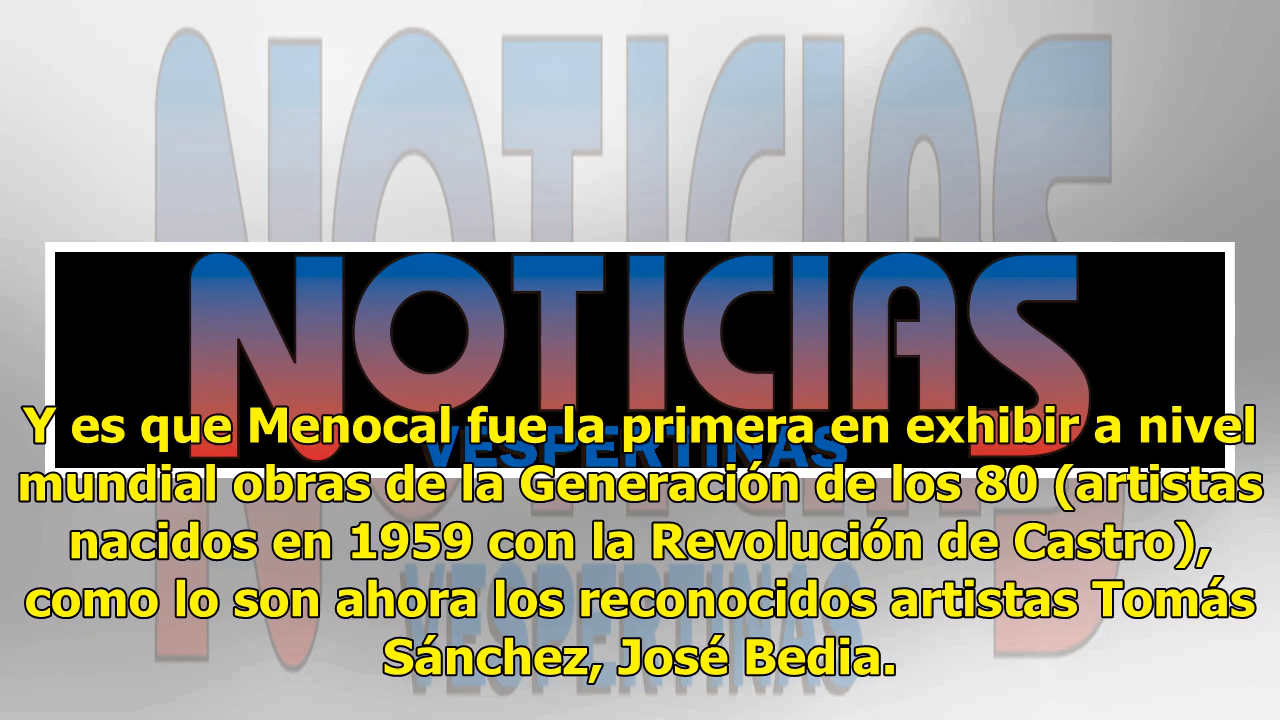 NOTICIAS
NOTICIAS
VESPERTINAS
Y es que Menocal fue la primera en exhibir a nivel
mundial obras de la Generación de los 80 (artistas
nacidos en 1959 con la Revolución de Castro),
como lo son ahora los reconocidos artistas Tomás
Sánchez, José Bedia.
VESPERTINAS